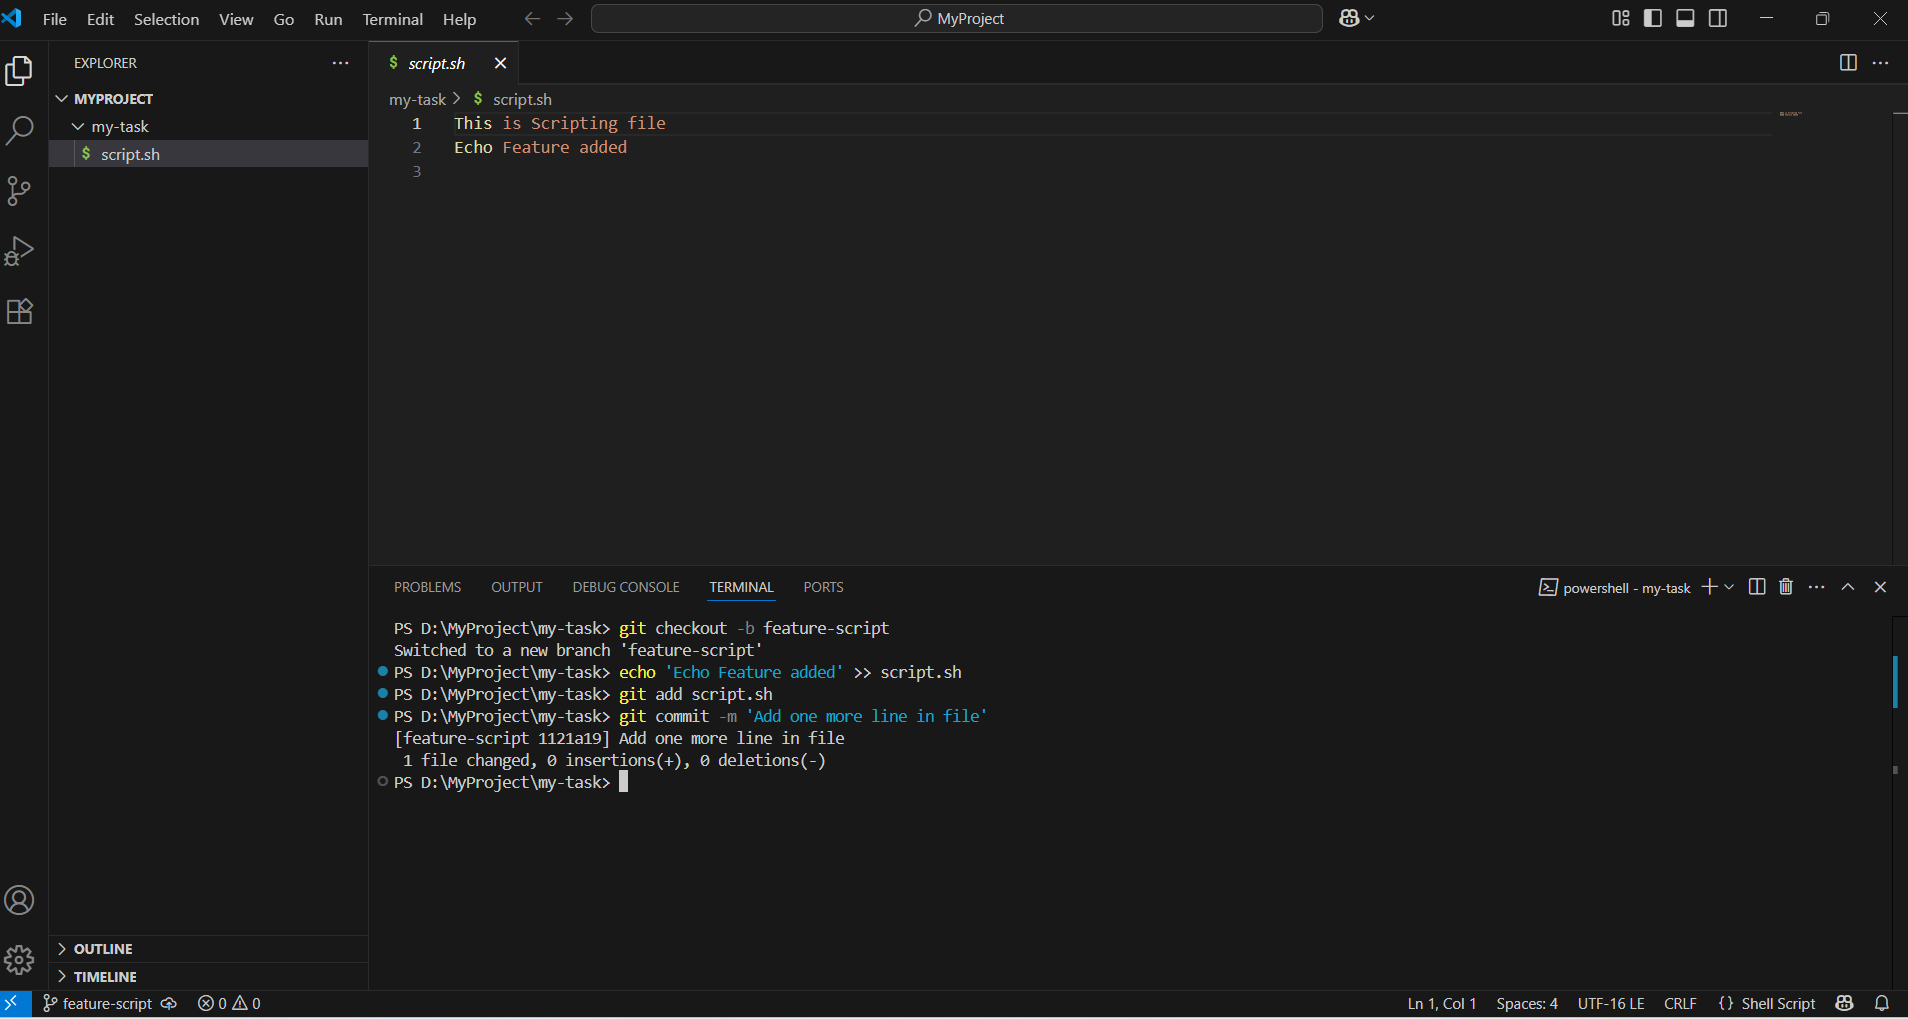 File Edit Selection View Go Run Terminal Help
MyProject
EXPLORER
MYPROJECT
my-task
$ script.sh
$ script.sh
my-task > $ script.sh
1 This is Scripting file
2 Echo Feature added
3
PROBLEMS OUTPUT DEBUG CONSOLE TERMINAL PORTS
powershell - my-task
PS D:\MyProject\my-task> git checkout -b feature-script
Switched to a new branch 'feature-script'
PS D:\MyProject\my-task> echo 'Echo Feature added' >> script.sh
PS D:\MyProject\my-task> git add script.sh
PS D:\MyProject\my-task> git commit -m 'Add one more line in file'
[feature-script 1121a19] Add one more line in file
1 file changed, 0 insertions(+), 0 deletions(-)
PS D:\MyProject\my-task>
OUTLINE
TIMELINE
feature-script 0 0
Ln 1, Col 1 Spaces: 4 UTF-16 LE CRLF {} Shell Script